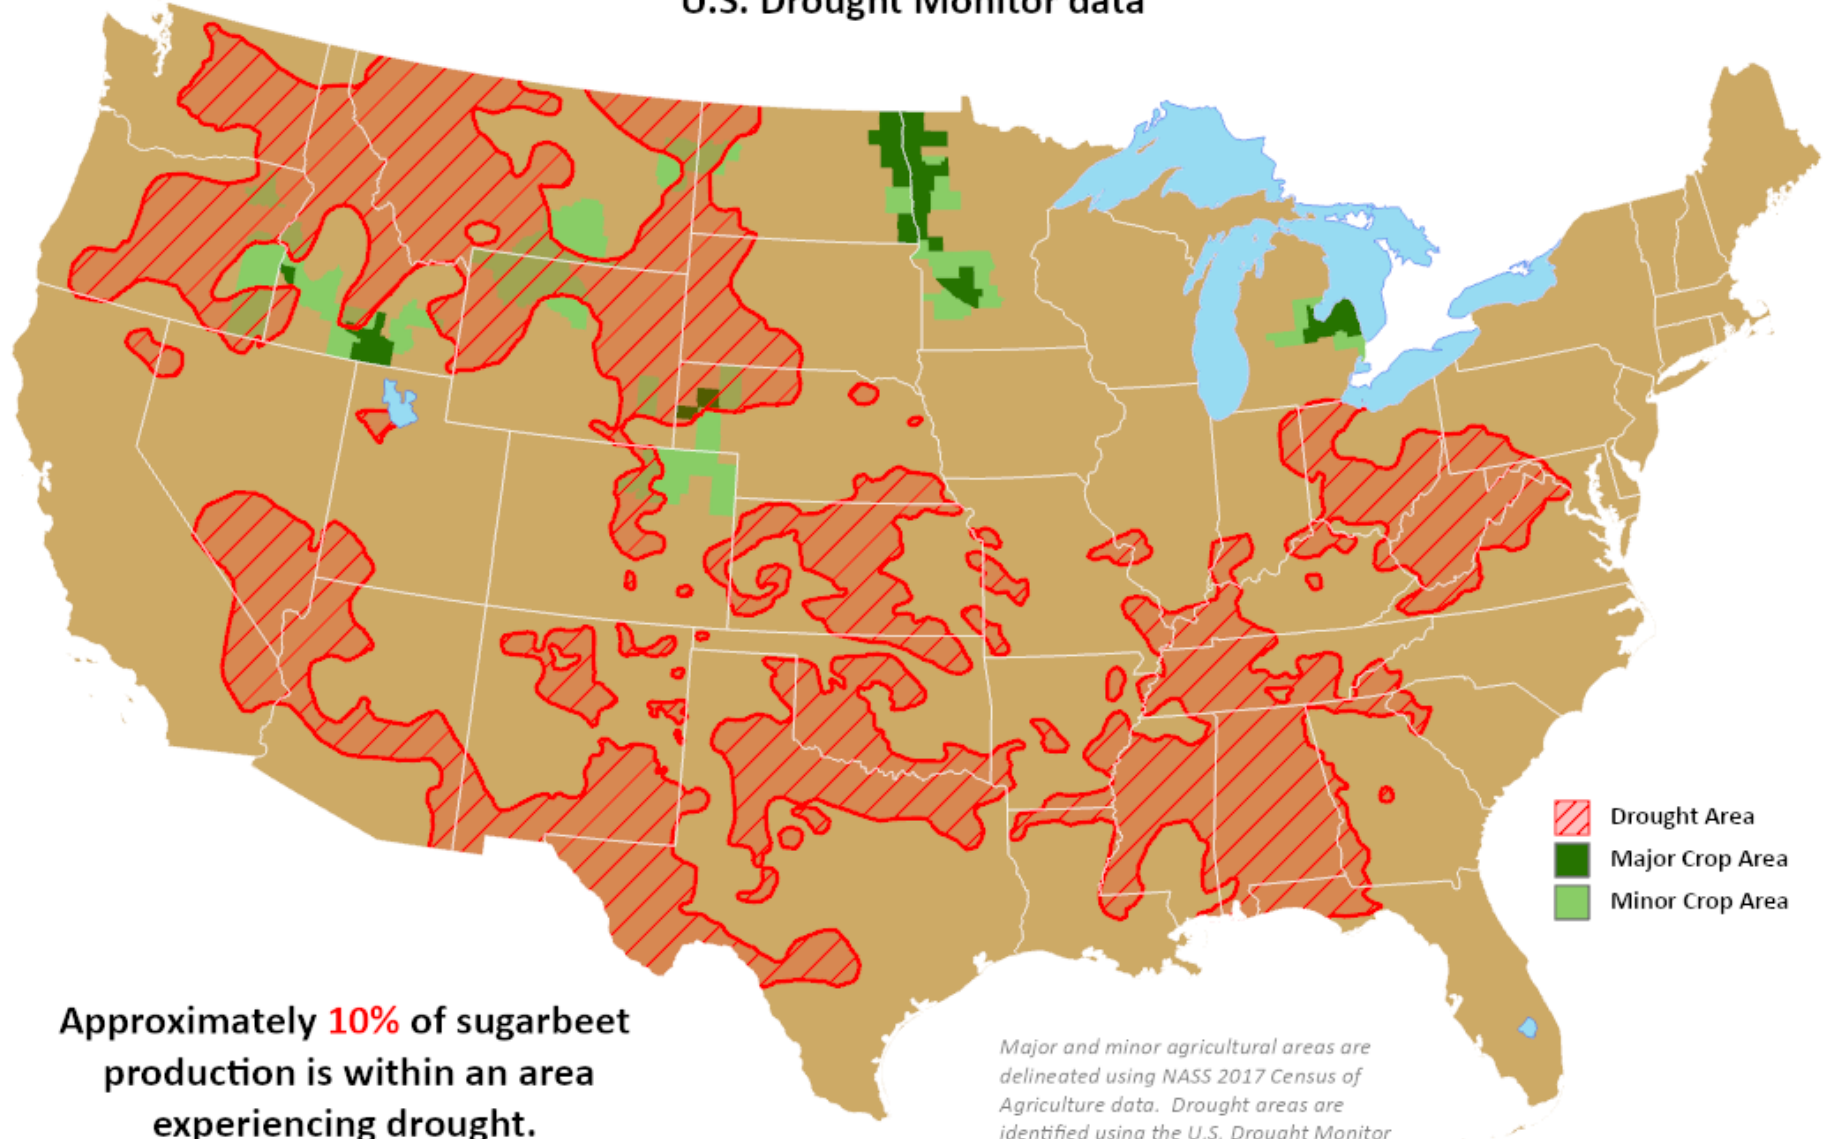 U.S. Drought Monitor data
Drought Area
Major Crop Area
Minor Crop Area
Approximately 10% of sugarbeet
production is within an area
experiencing drought.
Major and minor agricultural areas are
delineated using NASS 2017 Census of
Agriculture data. Drought areas are
identified using the U.S. Drought Monitor